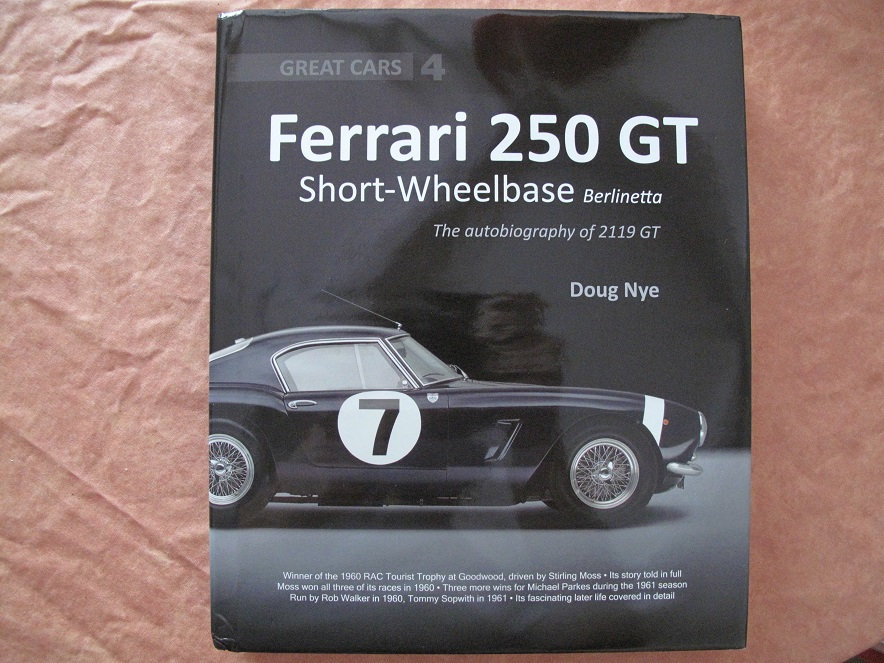 GREAT CARS 4
Ferrari 250 GT
Short-Wheelbase Berlinetta
The autobiography of 2119 GT
Doug Nye
7
Winner of the 1960 RAC Tourist Trophy at Goodwood, driven by Stirling Moss • Its story told in full
Moss won all three of its races in 1960 • Three more wins for Michael Parkes during the 1961 season
Run by Rob Walker in 1960, Tommy Sopwith in 1961 • Its fascinating later life covered in detail